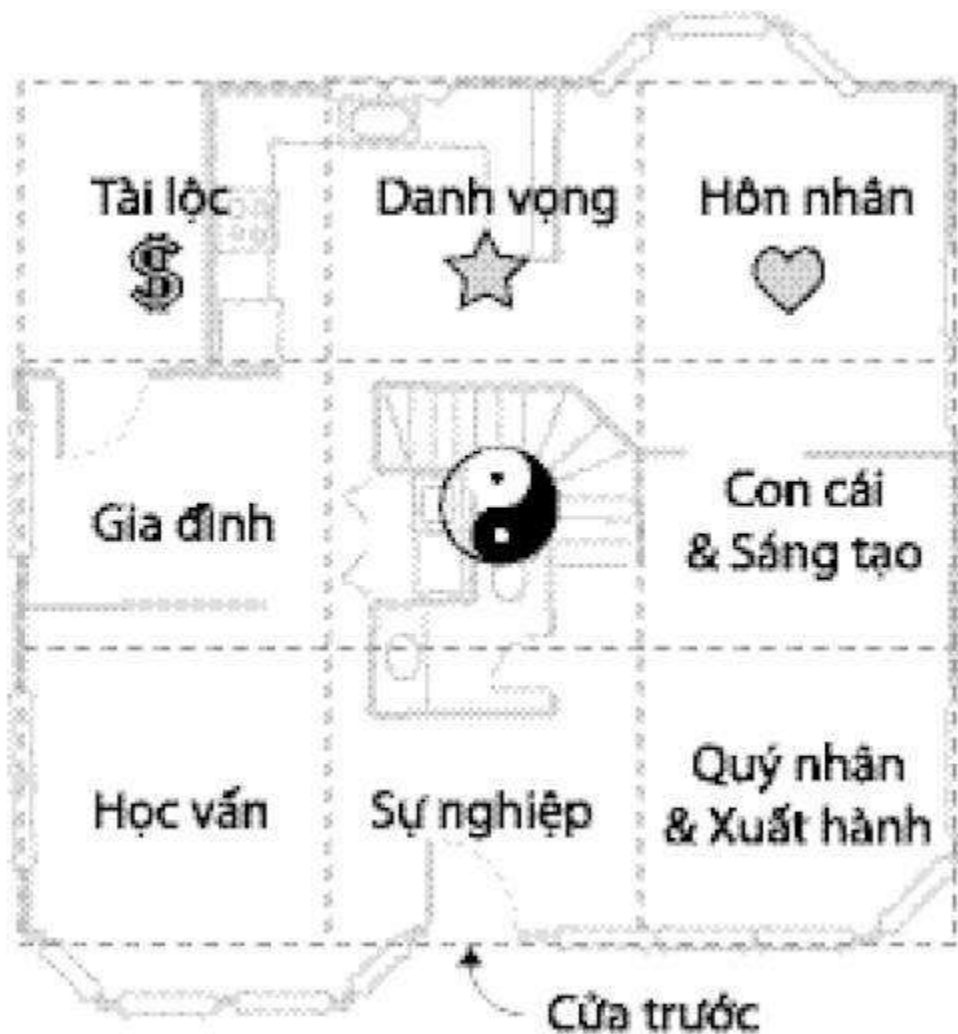 Tài lộc
Danh vọng
Hôn nhân
$
Gia đình
Con cái
& Sáng tạo
Học vấn
Sự nghiệp
Quý nhân
& Xuất hành
Cửa trước